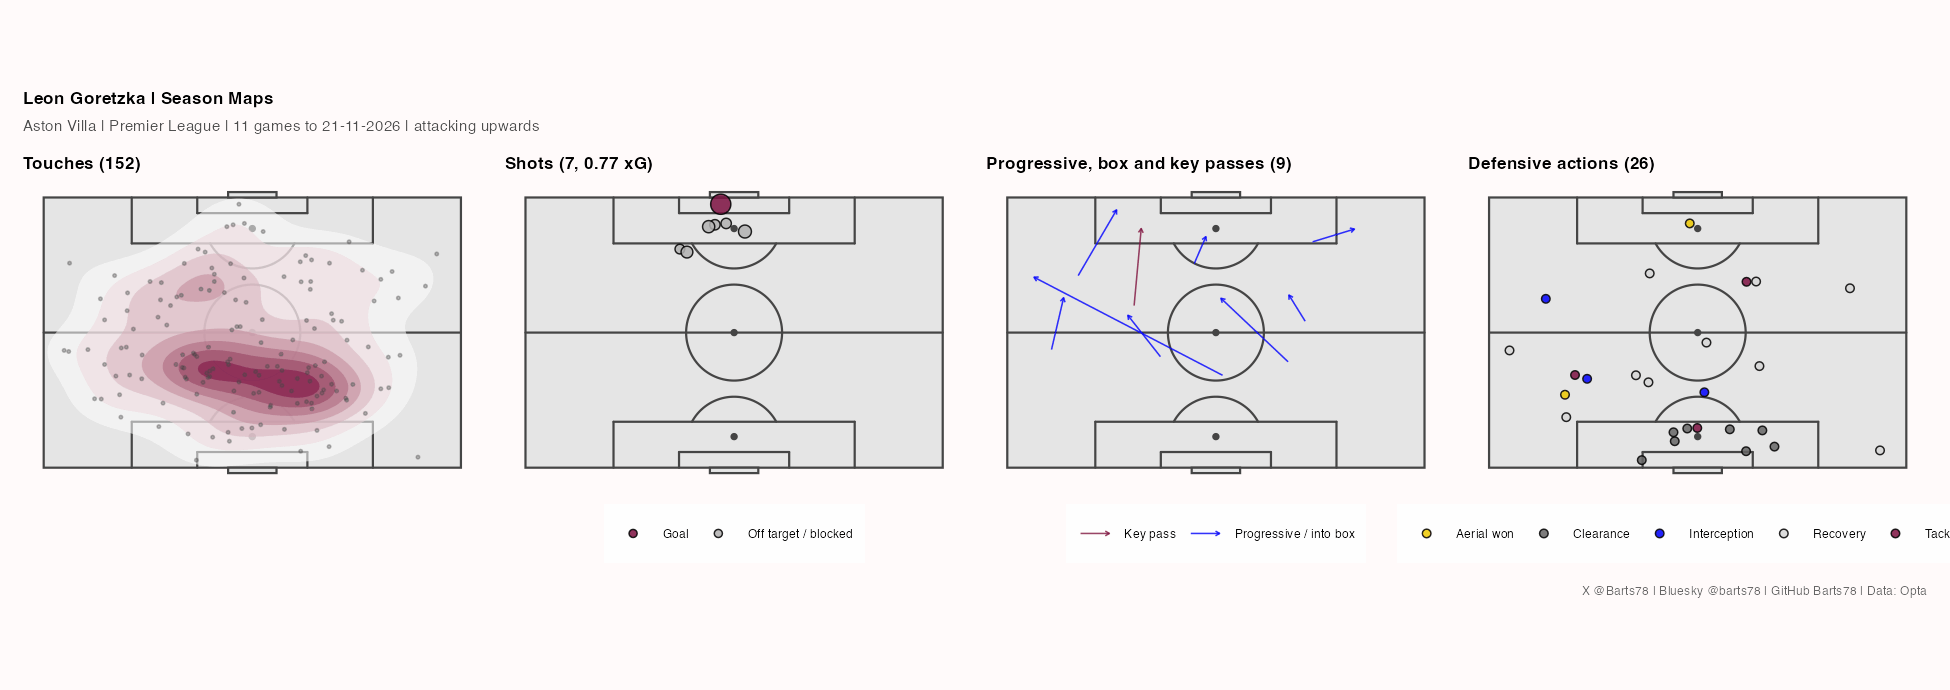 Leon Goretzka | Season Maps
Aston Villa | Premier League | 11 games to 21-11-2026 | attacking upwards
Touches (152)
Shots (7, 0.77 xG)
Progressive, box and key passes (9)
Defensive actions (26)
Goal
Off target / blocked
Key pass
Progressive / into box
Aerial won
Clearance
Interception
Recovery
Tack
X @Barts78 | Bluesky @barts78 | GitHub Barts78 | Data: Opta